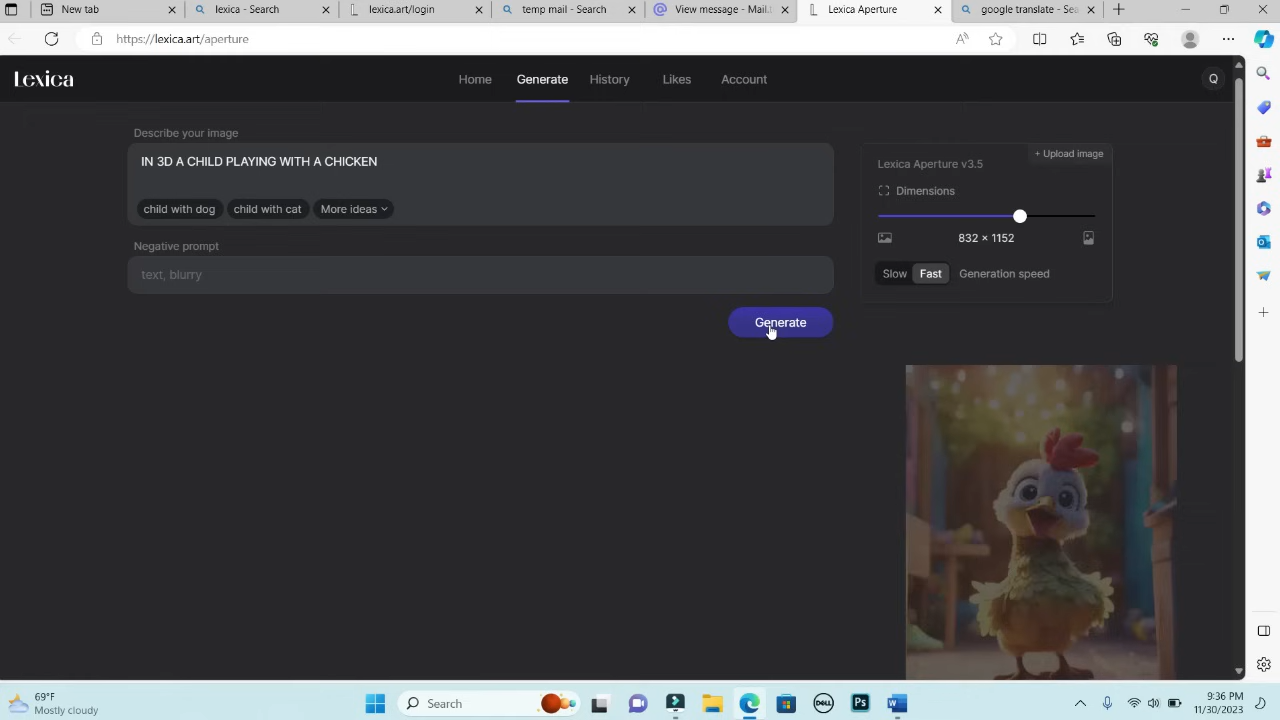 New tab
lexica - Search
lexica.art/login
temp mail - Search
View message - Mail.t
Lexica Aperture
google translate - Sea
https://lexica.art/aperture
Lexica
Home
Generate
History
Likes
Account
Q
Describe your image
IN 3D A CHILD PLAYING WITH A CHICKEN
child with dog
child with cat
More ideas
Negative prompt
text, blurry
Generate
+ Upload image
Lexica Aperture v3.5
Dimensions
832 × 1152
Slow
Fast
Generation speed
69°F
Mostly cloudy
Search
DELL
Ps
W
9:36 PM
11/30/2023